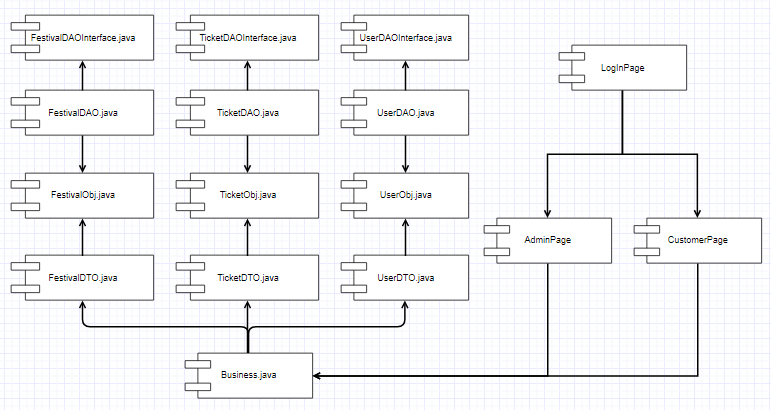 FestivalDAOInterface.java
TicketDAOInterface.java
UserDAOInterface.java
LogInPage
FestivalDAO.java
TicketDAO.java
UserDAO.java
FestivalObj.java
TicketObj.java
UserObj.java
AdminPage
CustomerPage
FestivalDTO.java
TicketDTO.java
UserDTO.java
Business.java